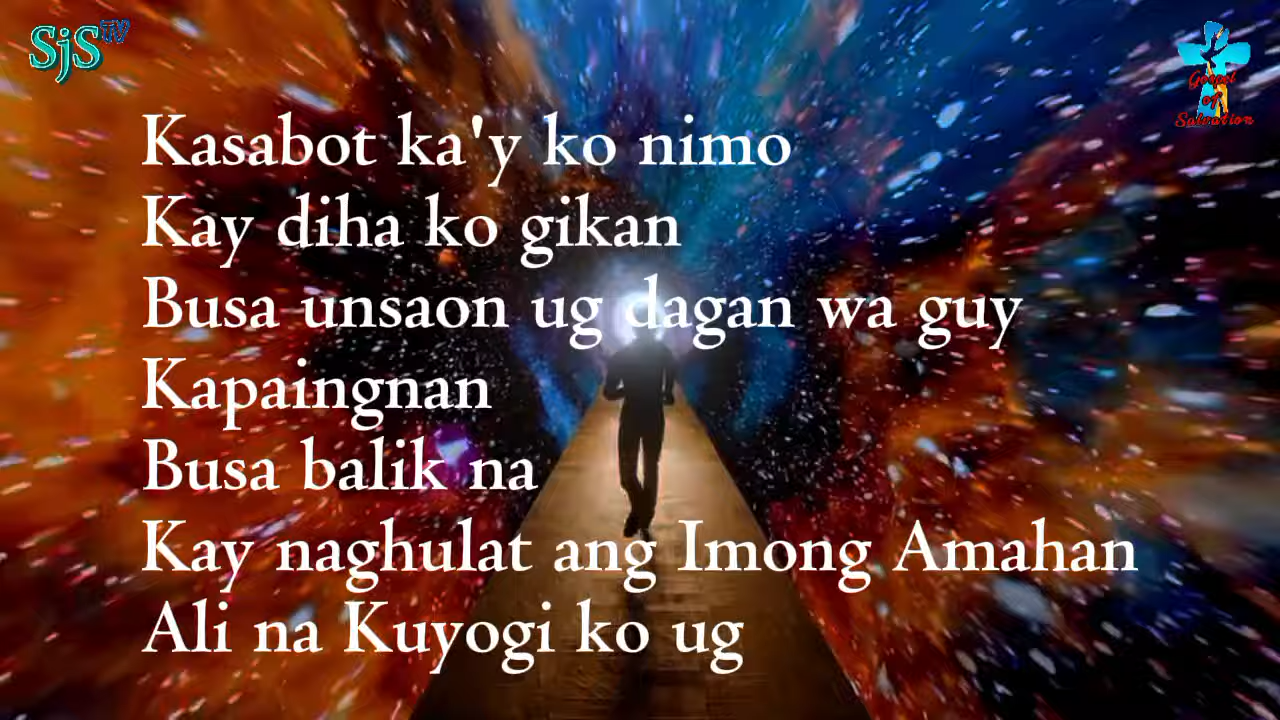 SjS TV
Gospel
of
Salvation
Kasabot ka'y ko nimo
Kay diha ko gikan
Busa unsaon ug dagan wa guy
Kapaingnan
Busa balik na
Kay naghulat ang Imong Amahan
Ali na Kuyogi ko ug